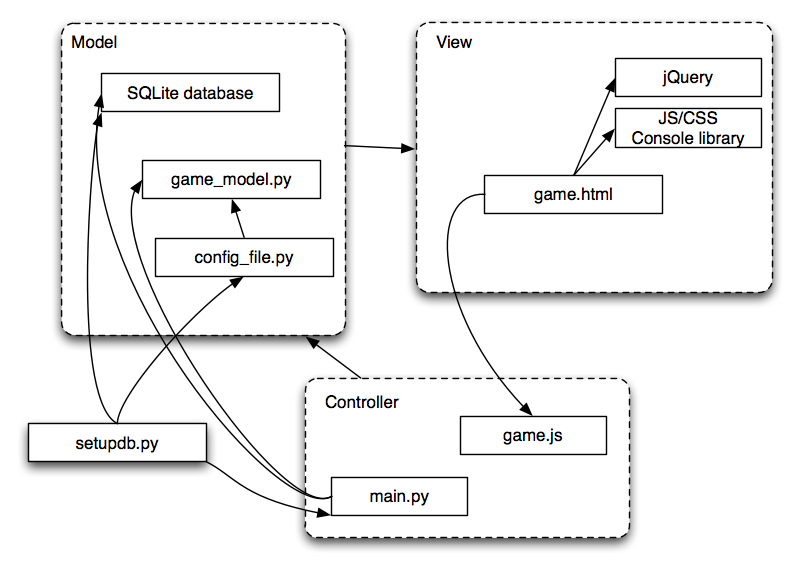 Model
SQLite database
game_model.py
config_file.py
View
jQuery
JS/CSS
Console library
game.html
setupdb.py
Controller
game.js
main.py